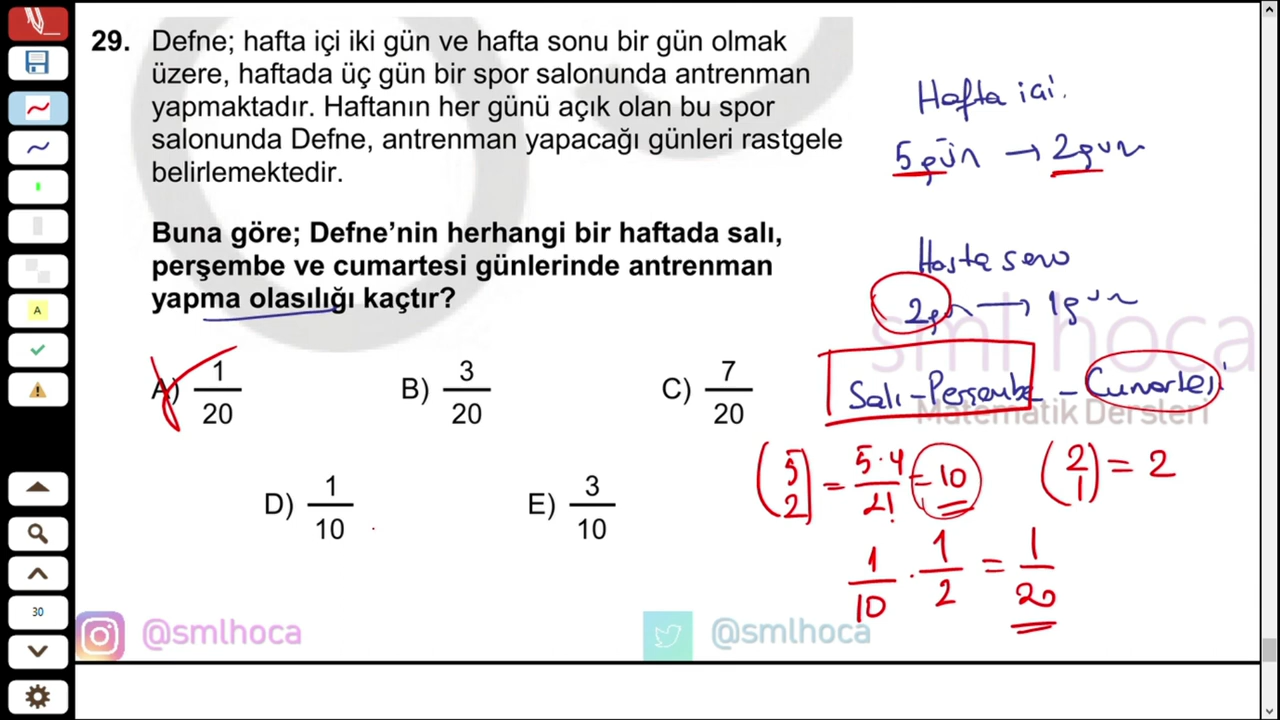 29. Defne; hafta içi iki gün ve hafta sonu bir gün olmak
üzere, haftada üç gün bir spor salonunda antrenman
yapmaktadır. Haftanın her günü açık olan bu spor
salonunda Defne, antrenman yapacağı günleri rastgele
belirlemektedir.
Buna göre; Defne’nin herhangi bir haftada salı,
perşembe ve cumartesi günlerinde antrenman
yapma olasılığı kaçtır?
A) 1/20 B) 3/20 C) 7/20
D) 1/10 E) 3/10
Hafta içi
5 gün → 2 gün
Hafta sonu
2 gün → 1 gün
Salı - Perşembe - Cumartesi
(5 2) = 5·4/2! = 10 (2 1) = 2
1/10 · 1/2 = 1/20
sml hoca
Matematik Dersleri
@smlhoca @smlhoca
A
30